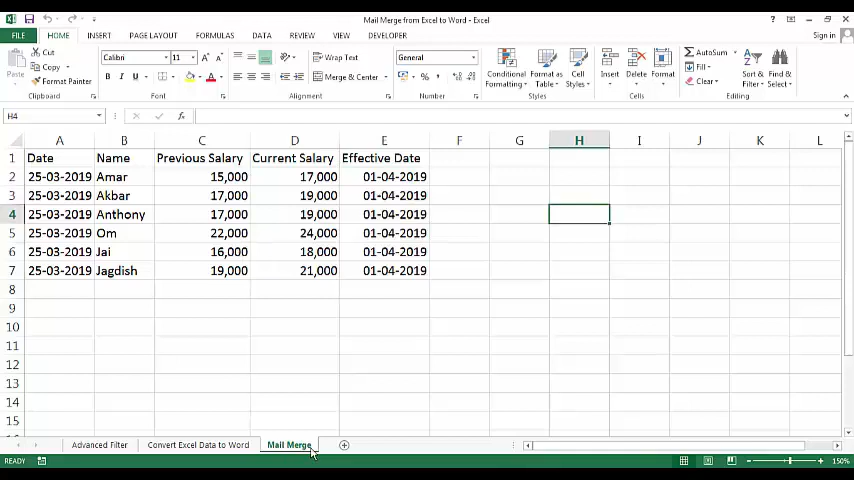 Mail Merge from Excel to Word - Excel
Sign in
FILE HOME INSERT PAGE LAYOUT FORMULAS DATA REVIEW VIEW DEVELOPER
Paste
Cut
Copy
Format Painter
Clipboard
Calibri 11
B I U
Font
Wrap Text
Merge & Center
Alignment
General
Number
Conditional Formatting
Format as Table
Cell Styles
Styles
Insert Delete Format
Cells
AutoSum
Fill
Clear
Sort & Filter
Find & Select
Editing
H4
fx
A B C D E F G H I J K L
1 Date Name Previous Salary Current Salary Effective Date
2 25-03-2019 Amar 15,000 17,000 01-04-2019
3 25-03-2019 Akbar 17,000 19,000 01-04-2019
4 25-03-2019 Anthony 17,000 19,000 01-04-2019
5 25-03-2019 Om 22,000 24,000 01-04-2019
6 25-03-2019 Jai 16,000 18,000 01-04-2019
7 25-03-2019 Jagdish 19,000 21,000 01-04-2019
8
9
10
11
12
13
14
15
Advanced Filter Convert Excel Data to Word Mail Merge
READY
150%